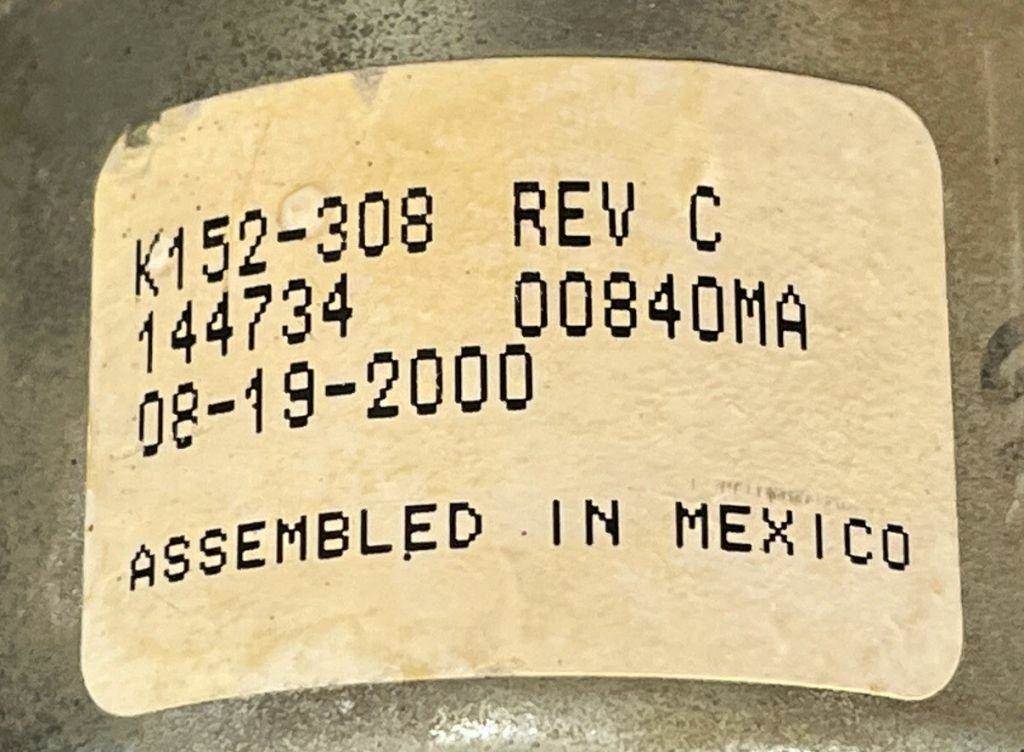 K152-308 REV C
144734 00840MA
08-19-2000
ASSEMBLED IN MEXICO